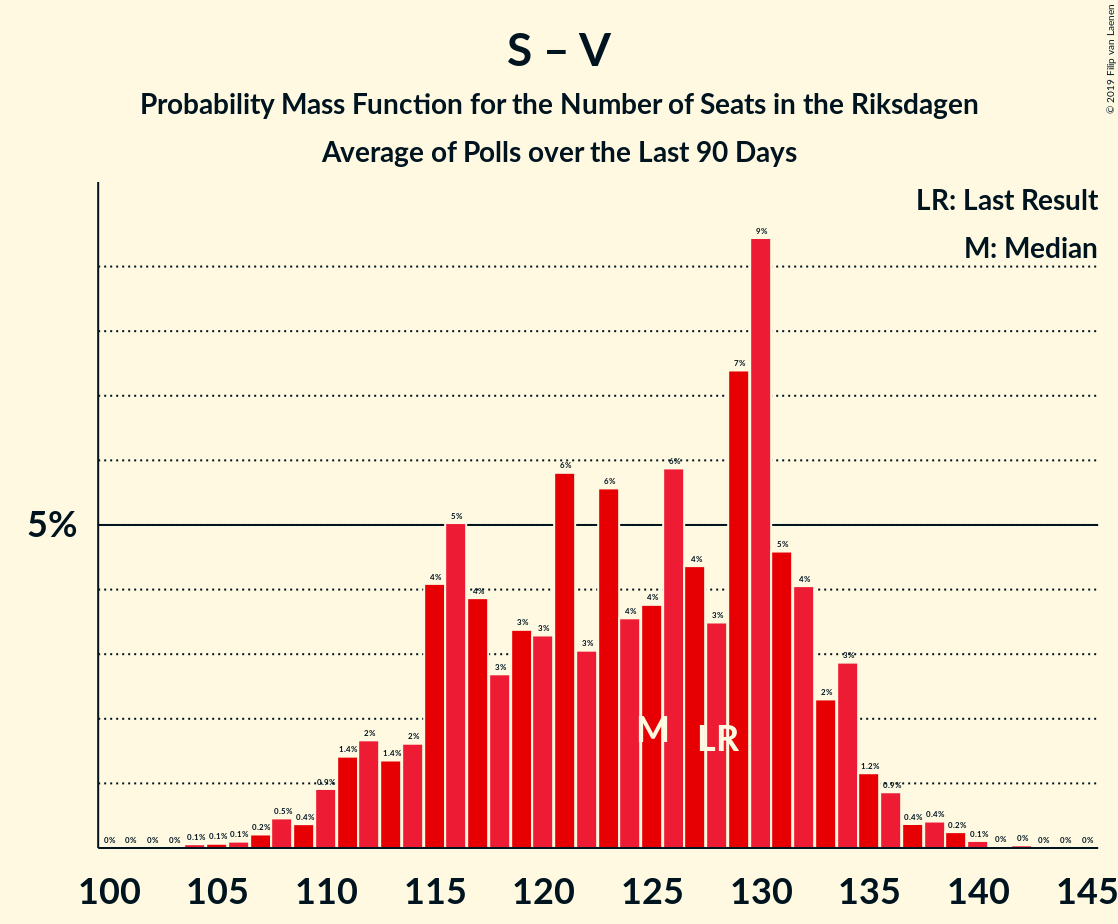 S – V
Probability Mass Function for the Number of Seats in the Riksdagen
Average of Polls over the Last 90 Days
© 2019 Filip van Laenen
LR: Last Result
M: Median
5%
0% 0% 0% 0% 0.1% 0.1% 0.1% 0.2% 0.5% 0.4% 0.9% 1.4% 2% 1.4% 2% 4% 5% 4% 3% 3% 3% 6% 3% 6% 4% 4% 6% 4% 3% 7% 9% 5% 4% 2% 3% 1.2% 0.9% 0.4% 0.4% 0.2% 0.1% 0% 0% 0% 0% 0%
M LR
100 105 110 115 120 125 130 135 140 145